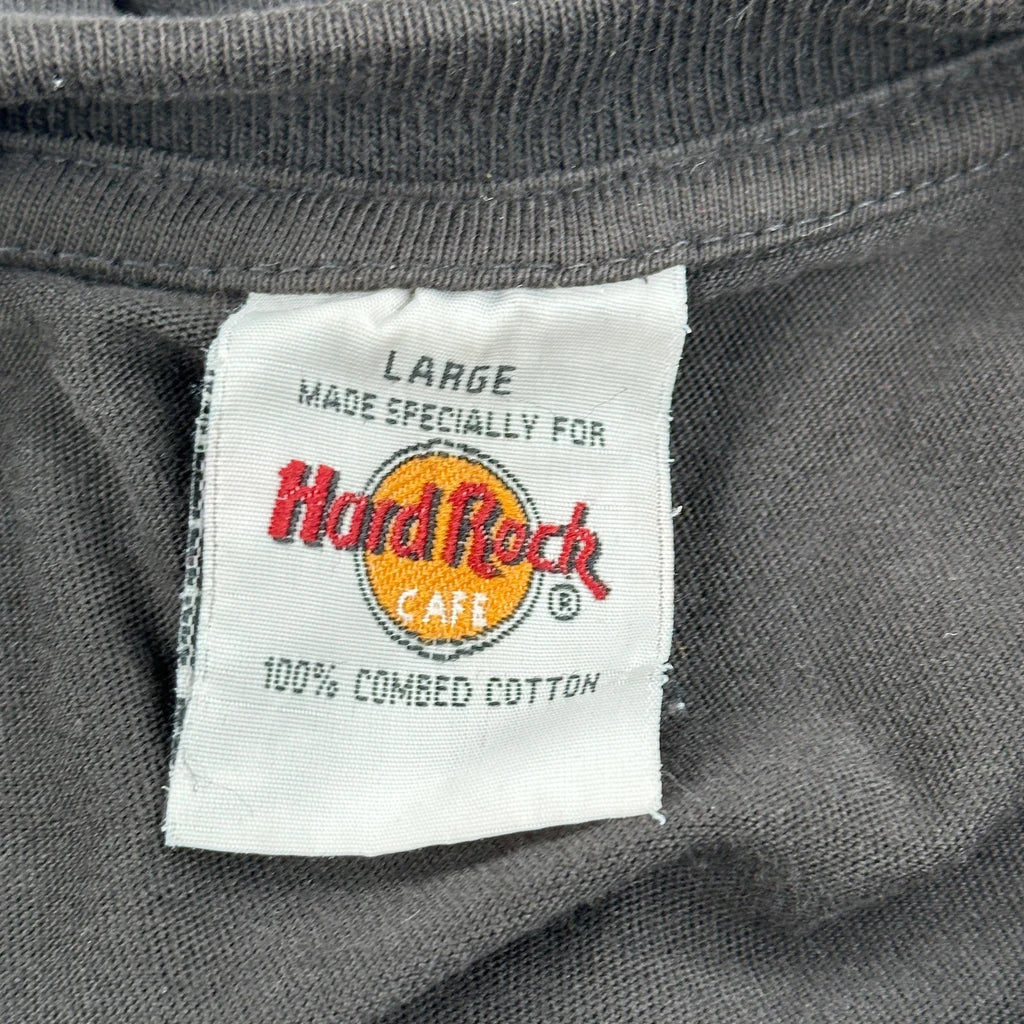 LARGE
MADE SPECIALLY FOR
Hard Rock
CAFE ®
100% COMBED COTTON